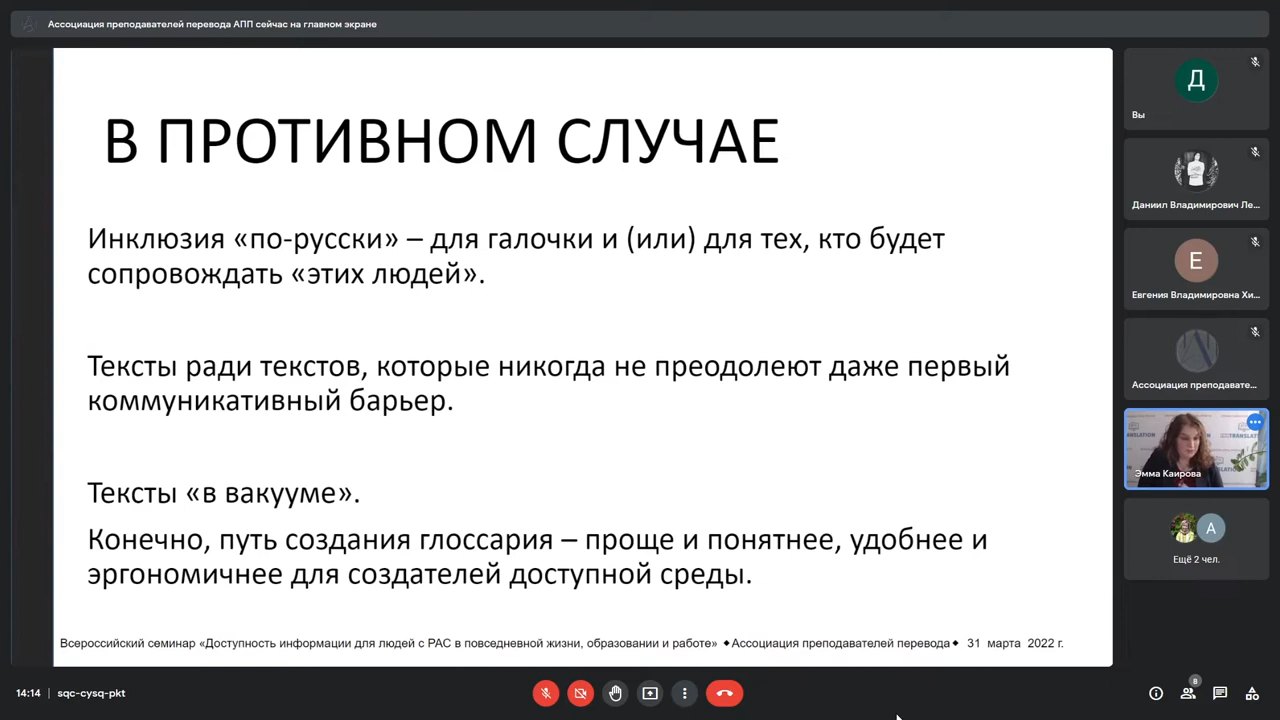 Ассоциация преподавателей перевода АПП сейчас на главном экране
В ПРОТИВНОМ СЛУЧАЕ
Инклюзия «по-русски» – для галочки и (или) для тех, кто будет
сопровождать «этих людей».
Тексты ради текстов, которые никогда не преодолеют даже первый
коммуникативный барьер.
Тексты «в вакууме».
Конечно, путь создания глоссария – проще и понятнее, удобнее и
эргономичнее для создателей доступной среды.
Всероссийский семинар «Доступность информации для людей с РАС в повседневной жизни, образовании и работе» ◆Ассоциация преподавателей перевода◆ 31 марта 2022 г.
Д
Вы
Даниил Владимирович Ле...
Е
Евгения Владимировна Хи...
Ассоциация преподавате...
TRANSLATION
Эмма Каирова
А
Ещё 2 чел.
14:14 | sqc-cysq-pkt
8